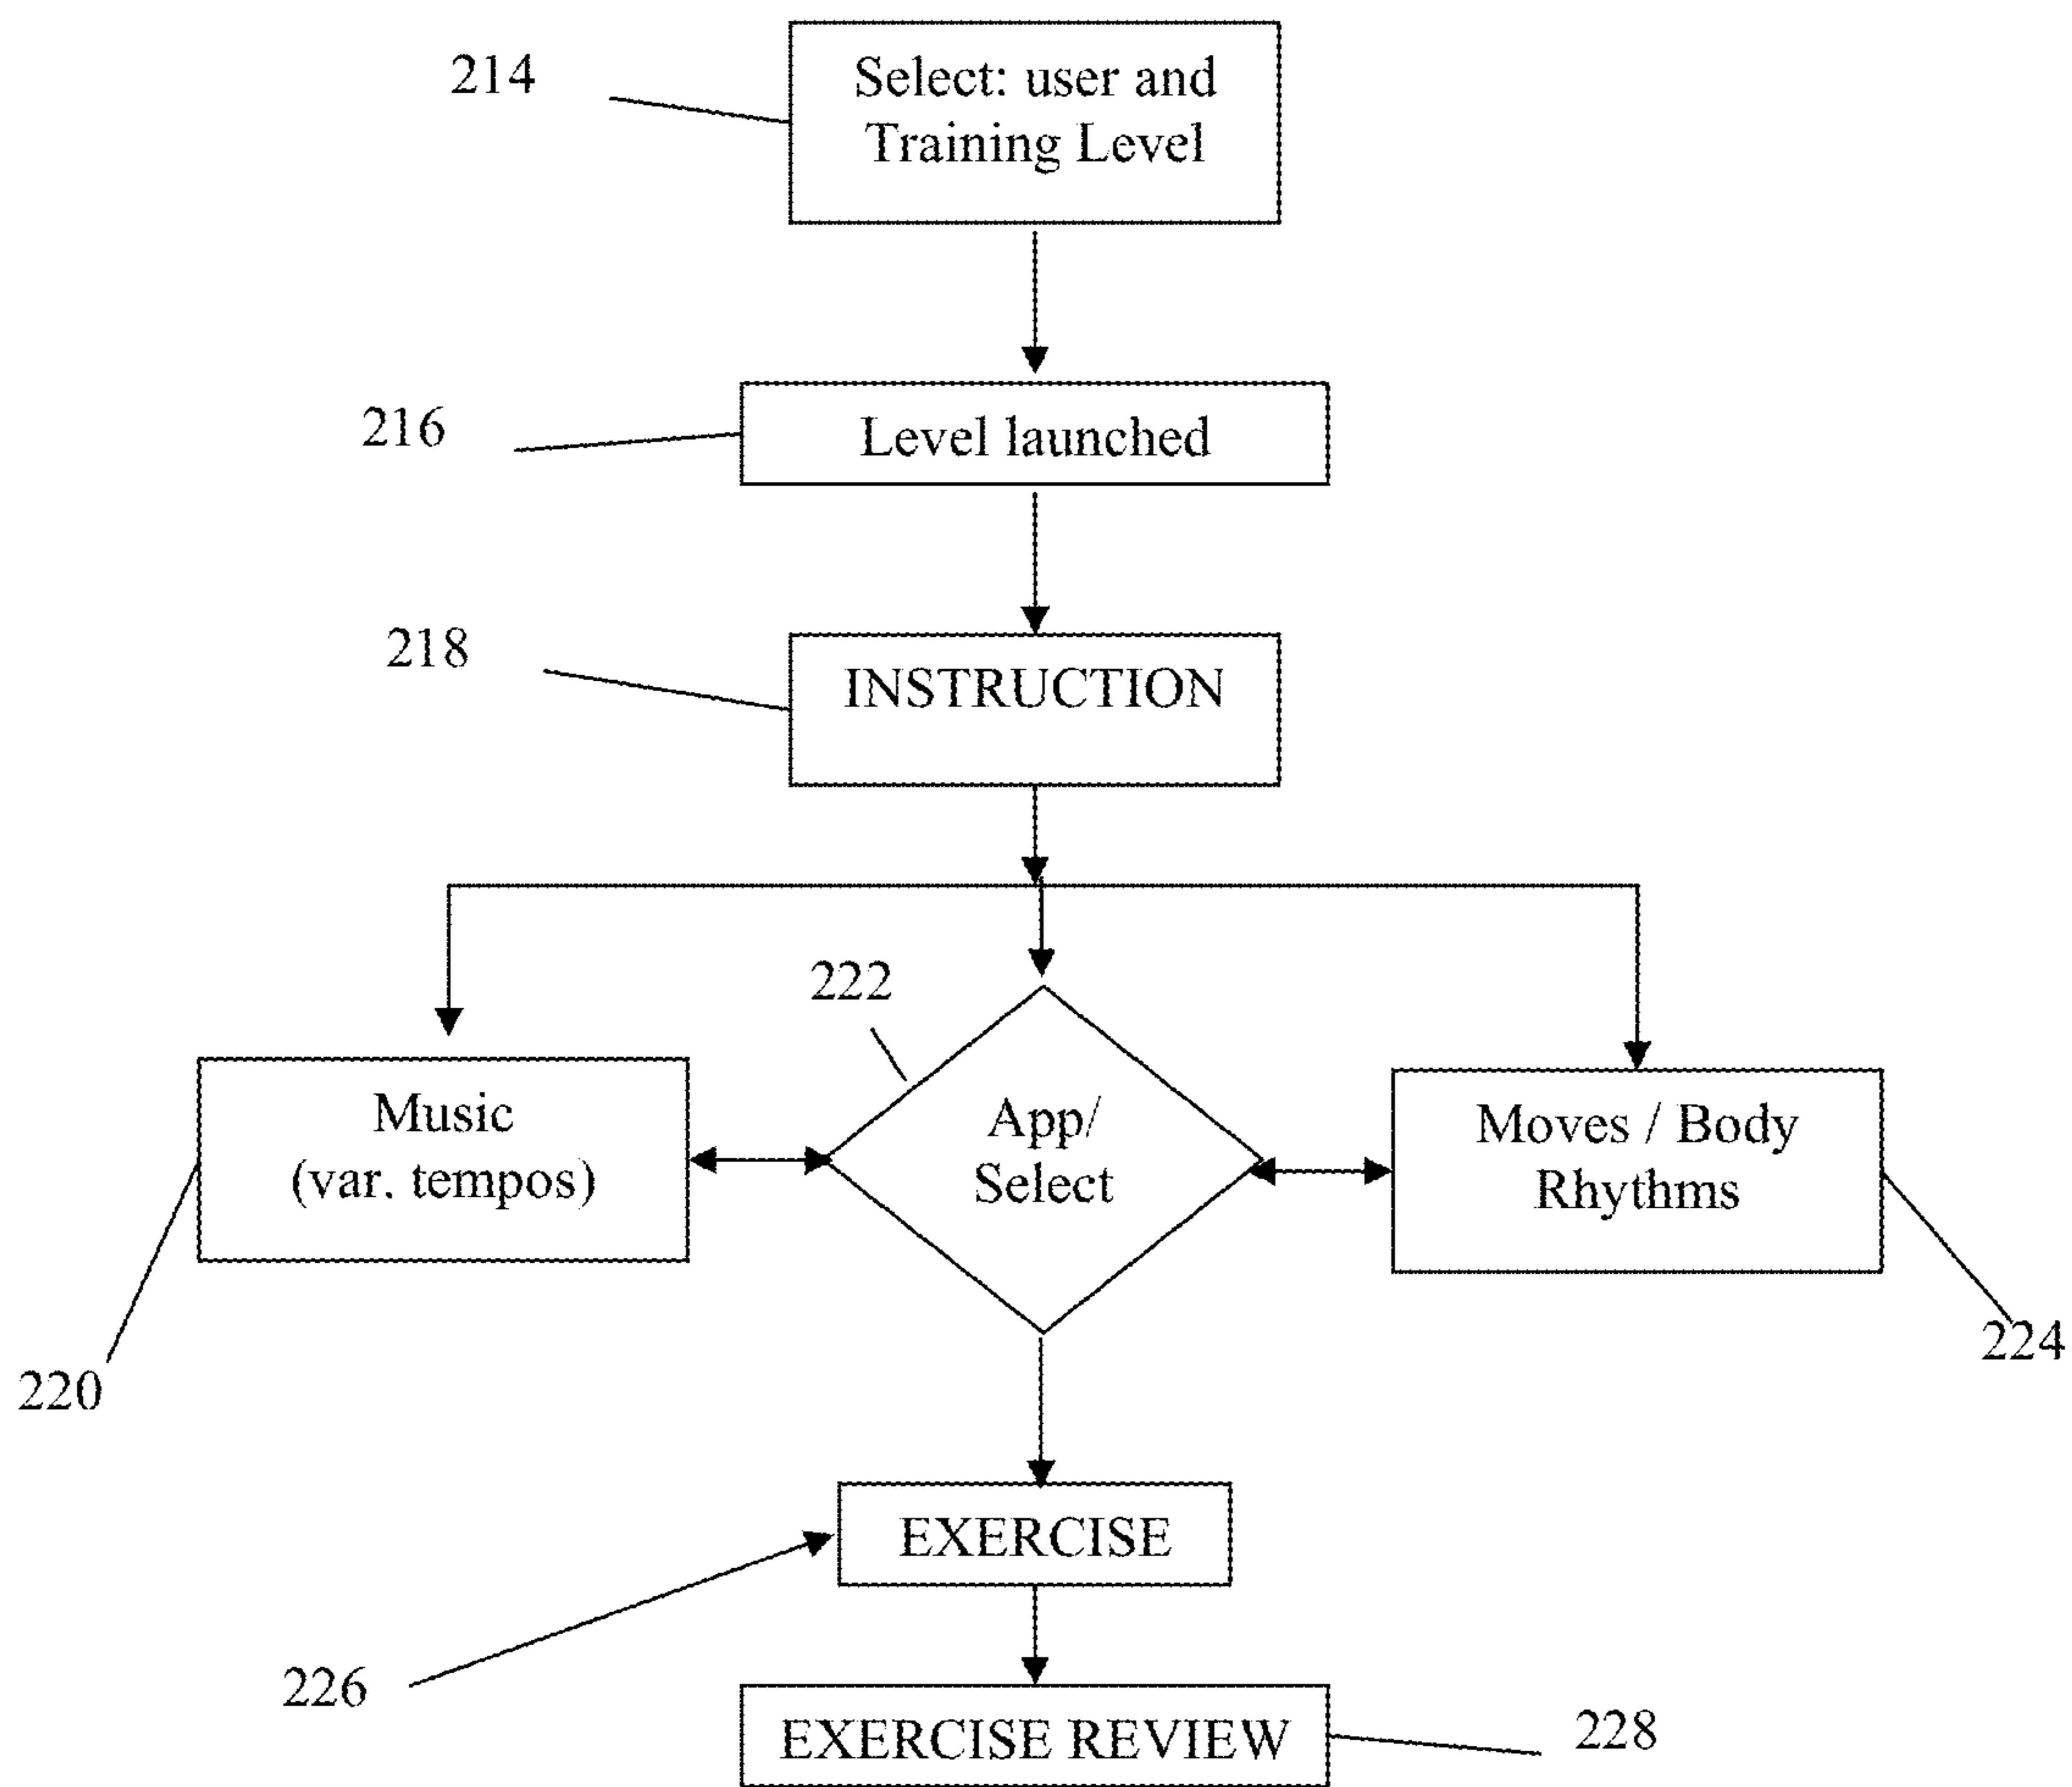 214
Select: user and
Training Level
216
Level launched
218
INSTRUCTION
222
Music
(var. tempos)
App/
Select
Moves / Body
Rhythms
220
224
EXERCISE
226
EXERCISE REVIEW
228